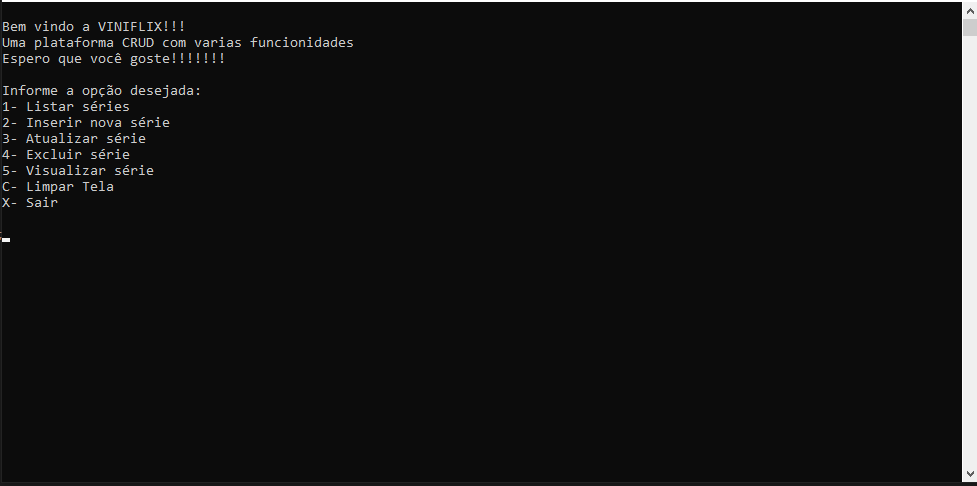 Bem vindo a VINIFLIX!!!
Uma plataforma CRUD com varias funcionidades
Espero que você goste!!!!!!!
Informe a opção desejada:
1- Listar séries
2- Inserir nova série
3- Atualizar série
4- Excluir série
5- Visualizar série
C- Limpar Tela
X- Sair